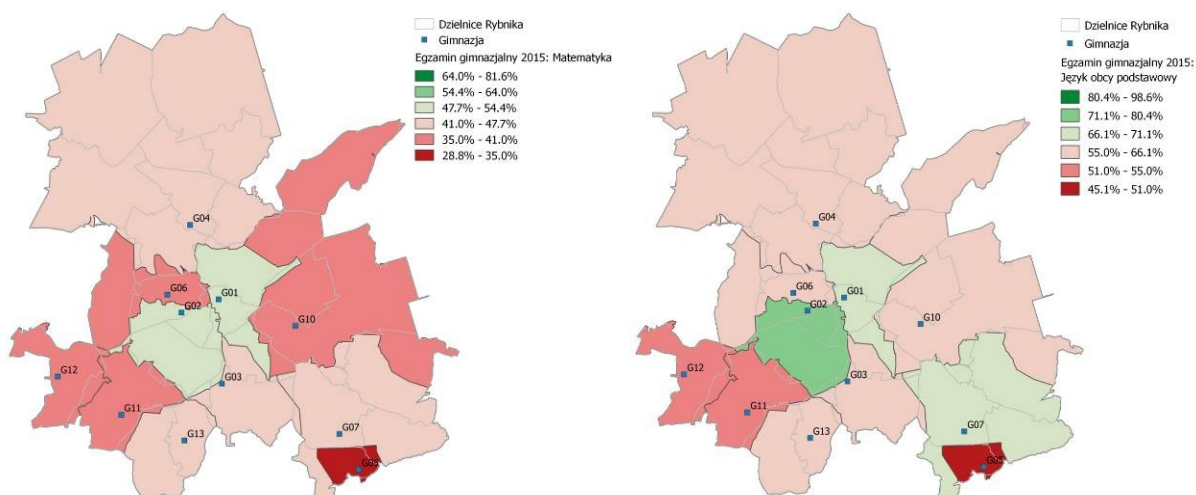 Dzielnice Rybnika
Gimnazja
Egzamin gimnazjalny 2015: Matematyka
64.0% - 81.6%
54.4% - 64.0%
47.7% - 54.4%
41.0% - 47.7%
35.0% - 41.0%
28.8% - 35.0%
G04
G06
G01
G02
G10
G12
G03
G11
G13
G07
G05
Dzielnice Rybnika
Gimnazja
Egzamin gimnazjalny 2015:
Język obcy podstawowy
80.4% - 98.6%
71.1% - 80.4%
66.1% - 71.1%
55.0% - 66.1%
51.0% - 55.0%
45.1% - 51.0%
G04
G06
G01
G02
G10
G12
G03
G11
G13
G07
G05